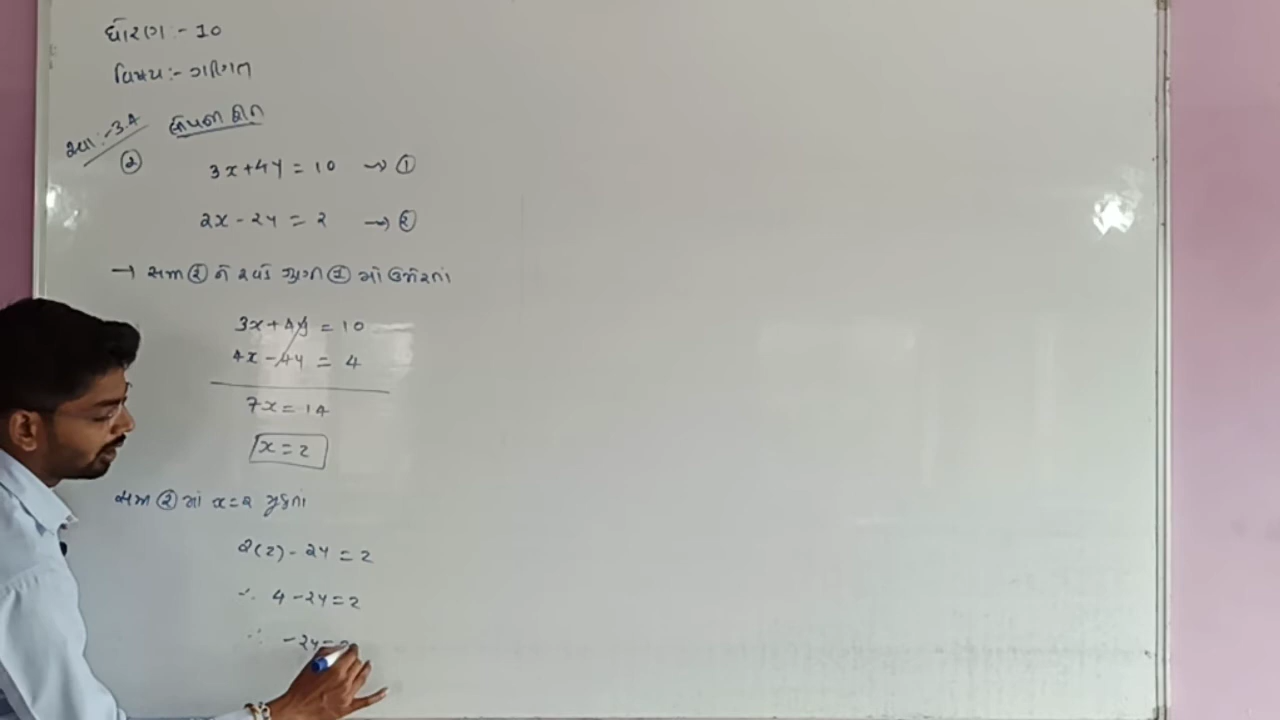 ધોરણ :- 10
વિષય :- ગણિત
સ્વા :- 3.4 લોપની રીત
② 3x + 4y = 10 → ①
2x - 2y = 2 → ②
→ સમી ② ને 2 વડે ગુણી ① માં ઉમેરતાં
3x + 4y = 10
4x - 4y = 4
7x = 14
x = 2
સમી ② માં x = 2 મુકતાં
2(2) - 2y = 2
∴ 4 - 2y = 2
∴ -2y = 2